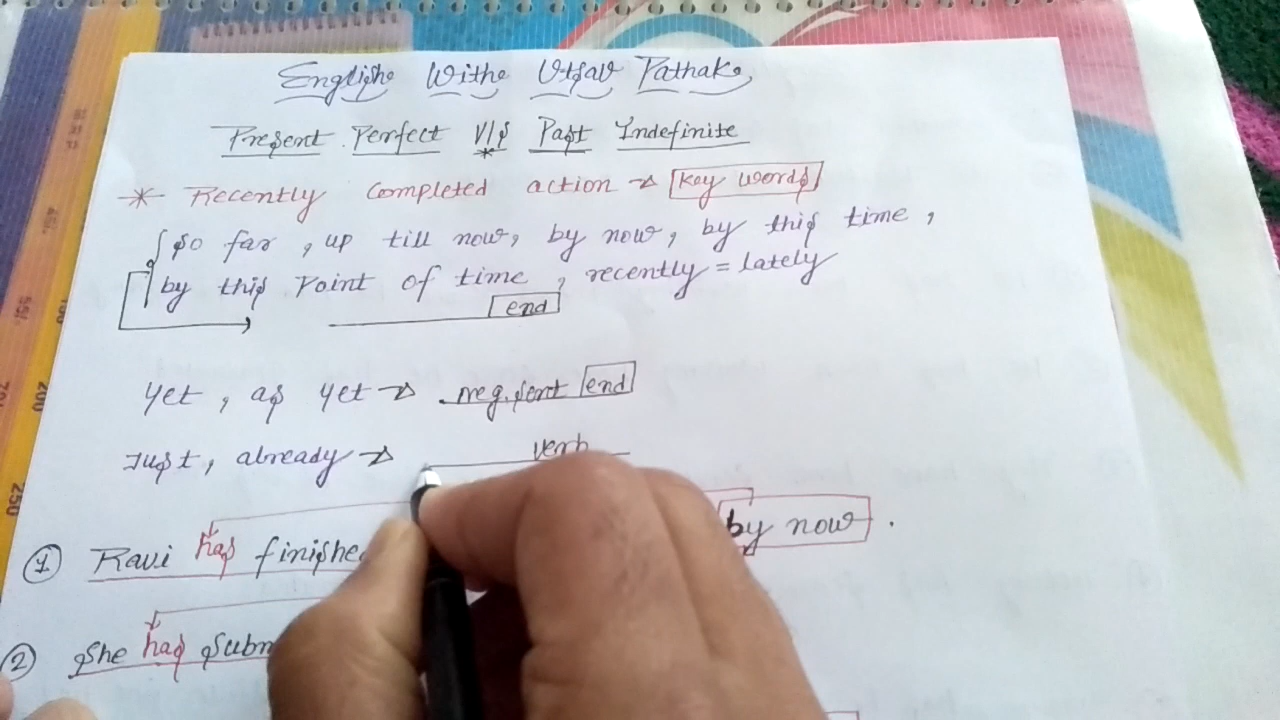 English Withe Utsav Pathak
Present Perfect V/s Past Indefinite
* Recently completed action → Key words
so far, up till now, by now, by this time,
by this Point of time, recently = lately
end
Yet, as yet → neg. sent end
Just, already → verb
1 Ravi has finished by now.
2 She has